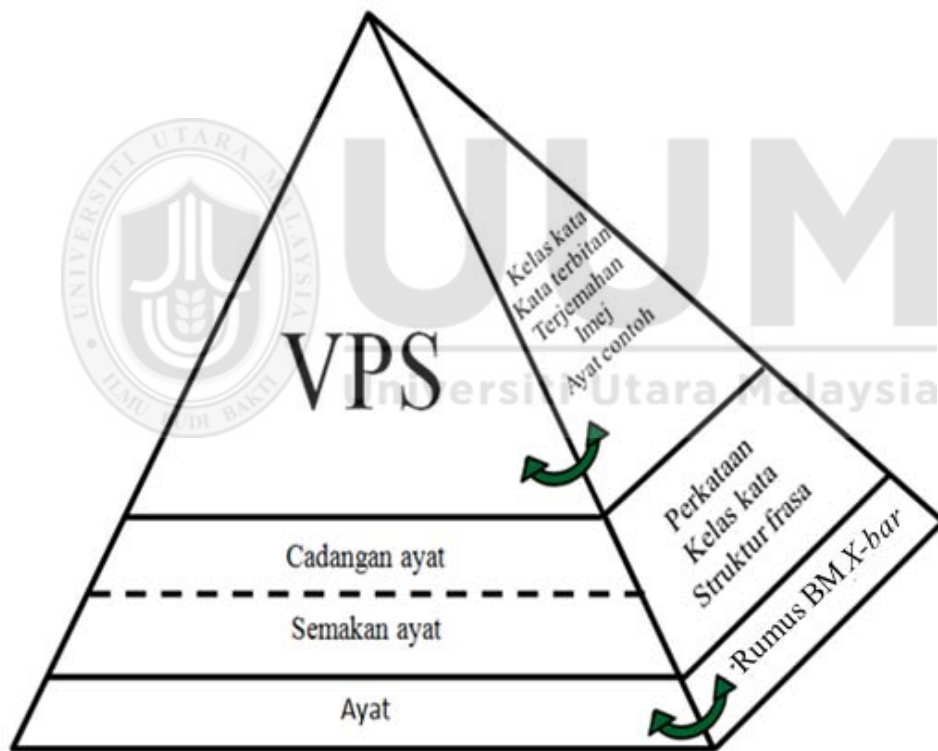 VPS
Cadangan ayat
Semakan ayat
Ayat
Kelas kata
Kata terbitan
Terjemahan
Imej
Ayat contoh
Perkataan
Kelas kata
Struktur frasa
Rumus BM X-bar
UUM
Universiti Utara Malaysia
UNIVERSITI UTARA MALAYSIA
ILMU BUDI BAKTI